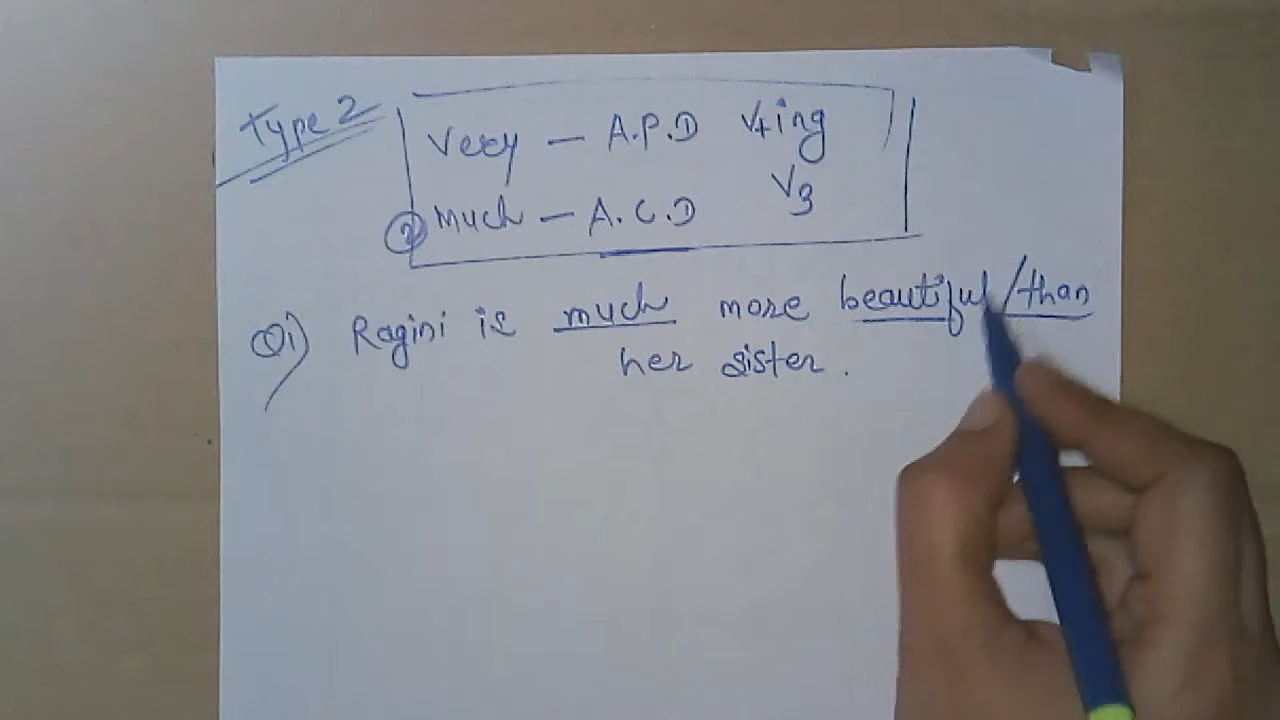 Type 2
Very — A.P.D V+ing
② Much — A.C.D V3
Q1) Ragini is much more beautiful/than
her sister.